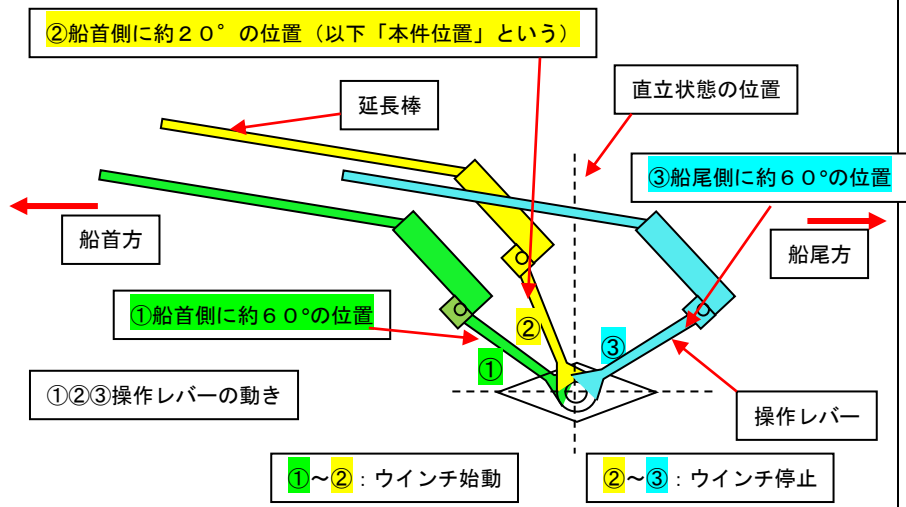 ②船首側に約２０°の位置（以下「本件位置」という）
直立状態の位置
延長棒
③船尾側に約６０°の位置
船首方
船尾方
①船首側に約６０°の位置
②
③
①
①②③操作レバーの動き
操作レバー
①～②：ウインチ始動
②～③：ウインチ停止